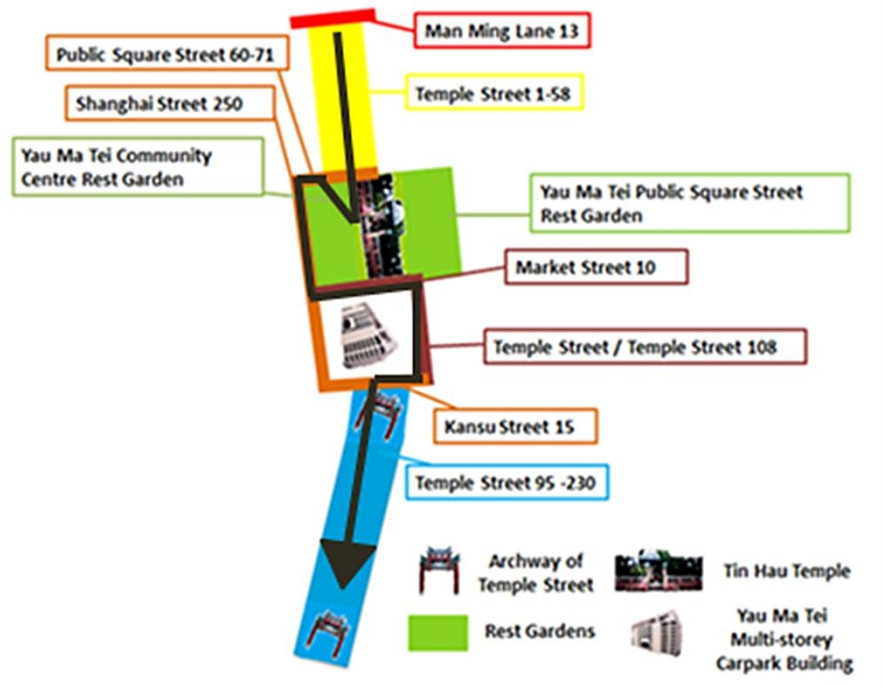 Man Ming Lane 13
Public Square Street 60-71
Temple Street 1-58
Shanghai Street 250
Yau Ma Tei Community
Centre Rest Garden
Yau Ma Tei Public Square Street
Rest Garden
Market Street 10
Temple Street / Temple Street 108
Kansu Street 15
Temple Street 95 -230
Archway of
Temple Street
Tin Hau Temple
Rest Gardens
Yau Ma Tei
Multi-storey
Carpark Building